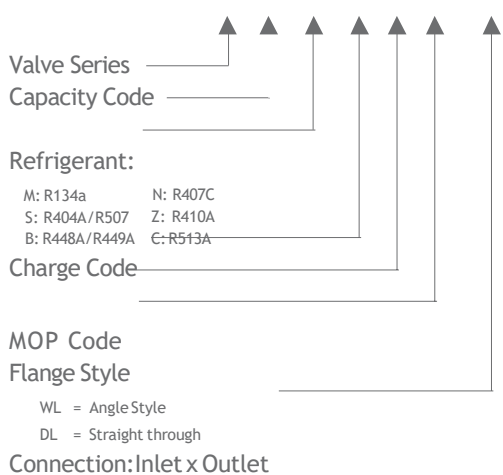 Valve Series
Capacity Code
Refrigerant:
M: R134a N: R407C
S: R404A/R507 Z: R410A
B: R448A/R449A C: R513A
Charge Code
MOP Code
Flange Style
WL = Angle Style
DL = Straight through
Connection:Inlet x Outlet